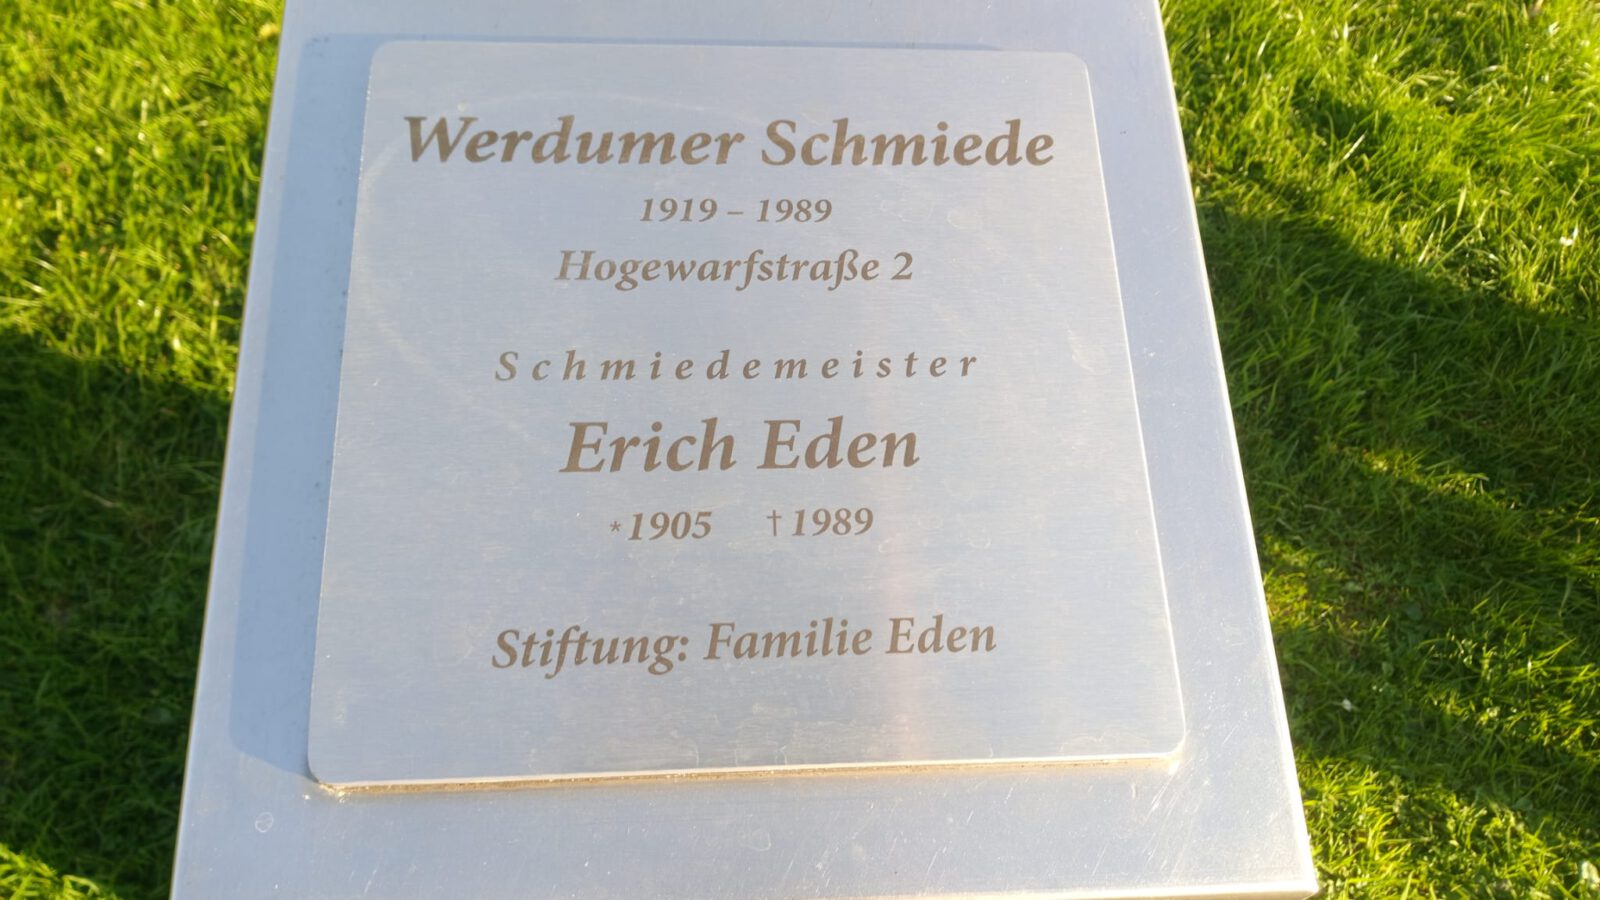 Werdumer Schmiede
1919 – 1989
Hogewarfstraße 2
Schmiedemeister
Erich Eden
*1905 †1989
Stiftung: Familie Eden